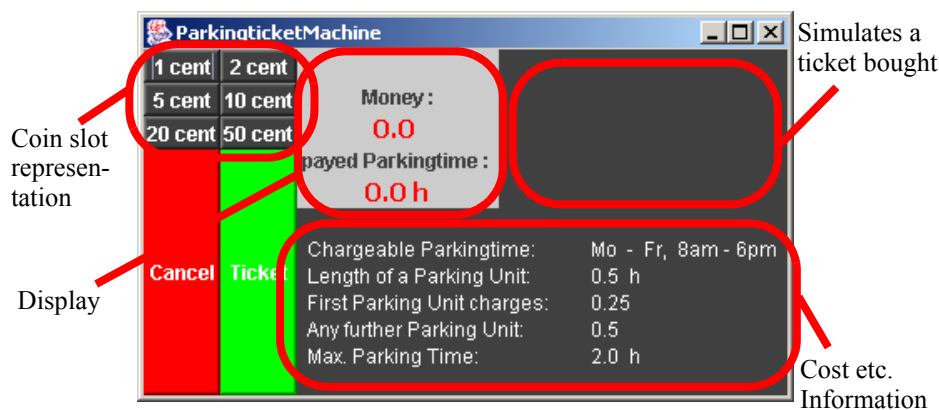 ParkingticketMachine
Simulates a
ticket bought
1 cent 2 cent
5 cent 10 cent
20 cent 50 cent
Money :
0.0
payed Parkingtime :
0.0 h
Coin slot
represen-
tation
Cancel Ticket
Display
Chargeable Parkingtime: Mo - Fr, 8am - 6pm
Length of a Parking Unit: 0.5 h
First Parking Unit charges: 0.25
Any further Parking Unit: 0.5
Max. Parking Time: 2.0 h
Cost etc.
Information